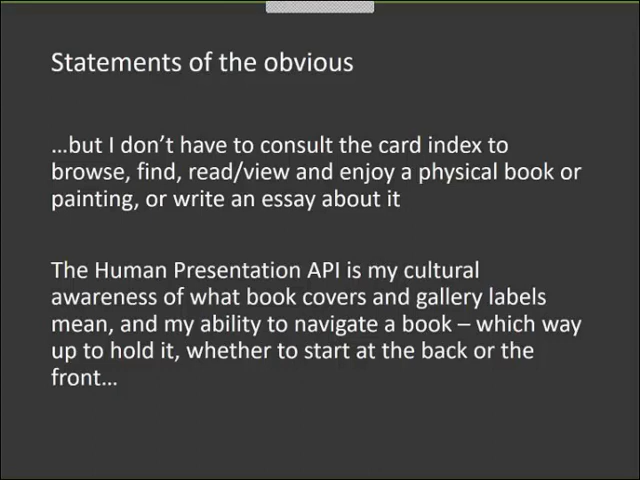 Statements of the obvious
…but I don’t have to consult the card index to
browse, find, read/view and enjoy a physical book or
painting, or write an essay about it
The Human Presentation API is my cultural
awareness of what book covers and gallery labels
mean, and my ability to navigate a book – which way
up to hold it, whether to start at the back or the
front…